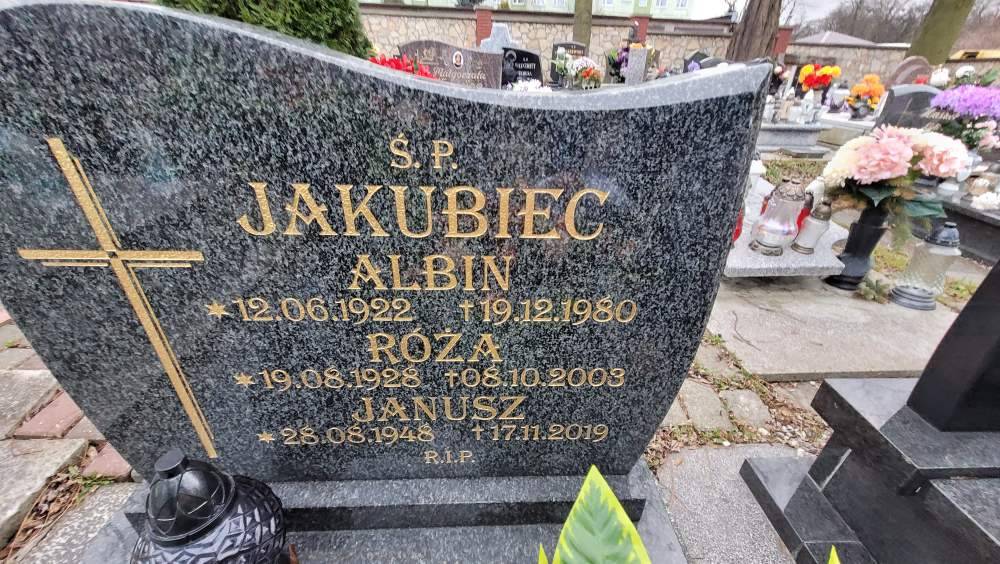 Małgorzata
Ś. P.
JAKUBIEC
ALBIN
*12.06.1922 †19.12.1980
RÓŻA
*19.08.1928 †08.10.2003
JANUSZ
*28.08.1948 †17.11.2019
R.I.P.